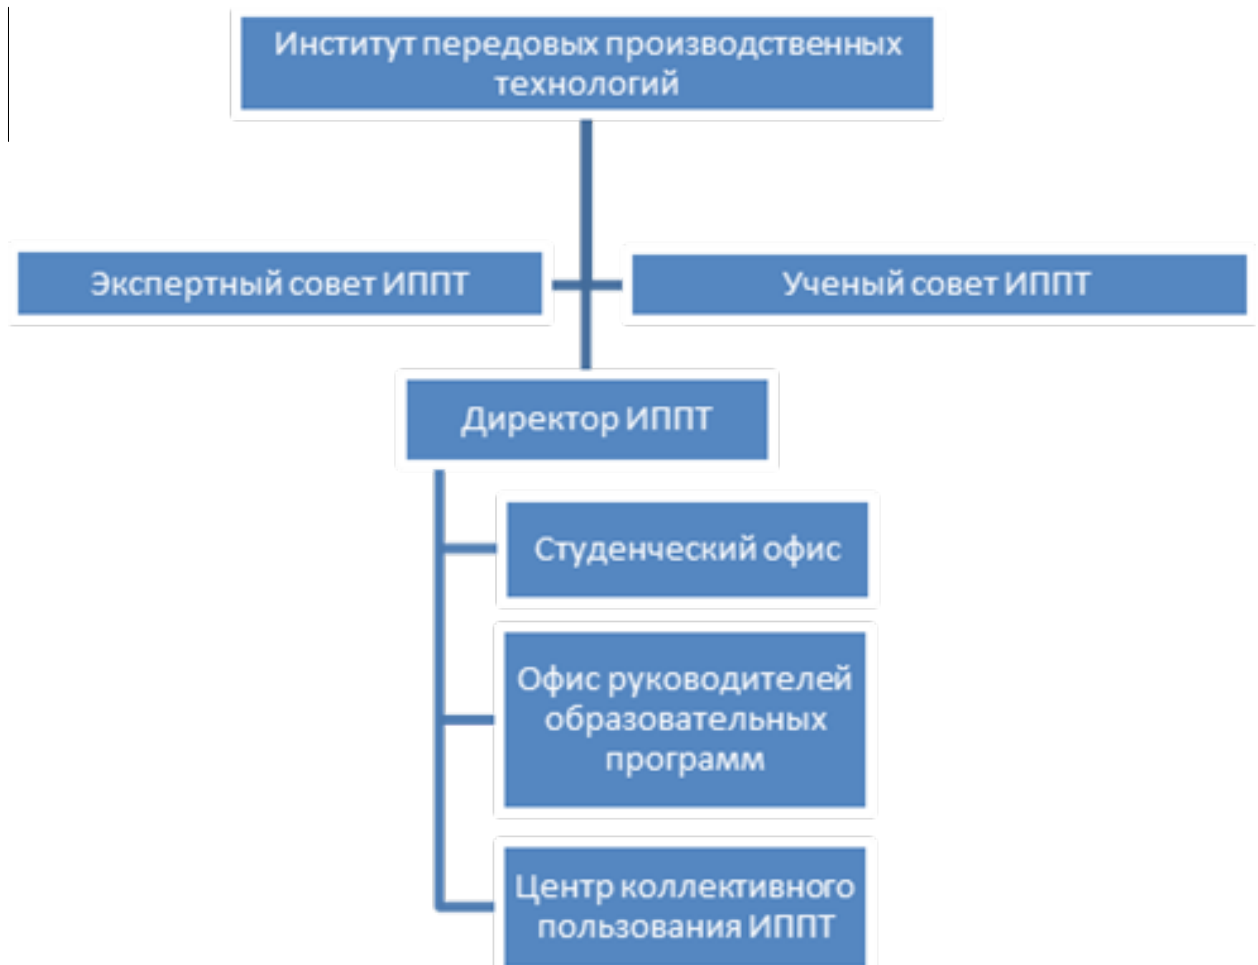 Институт передовых производственных
технологий
Экспертный совет ИППТ
Ученый совет ИППТ
Директор ИППТ
Студенческий офис
Офис руководителей
образовательных
программ
Центр коллективного
пользования ИППТ